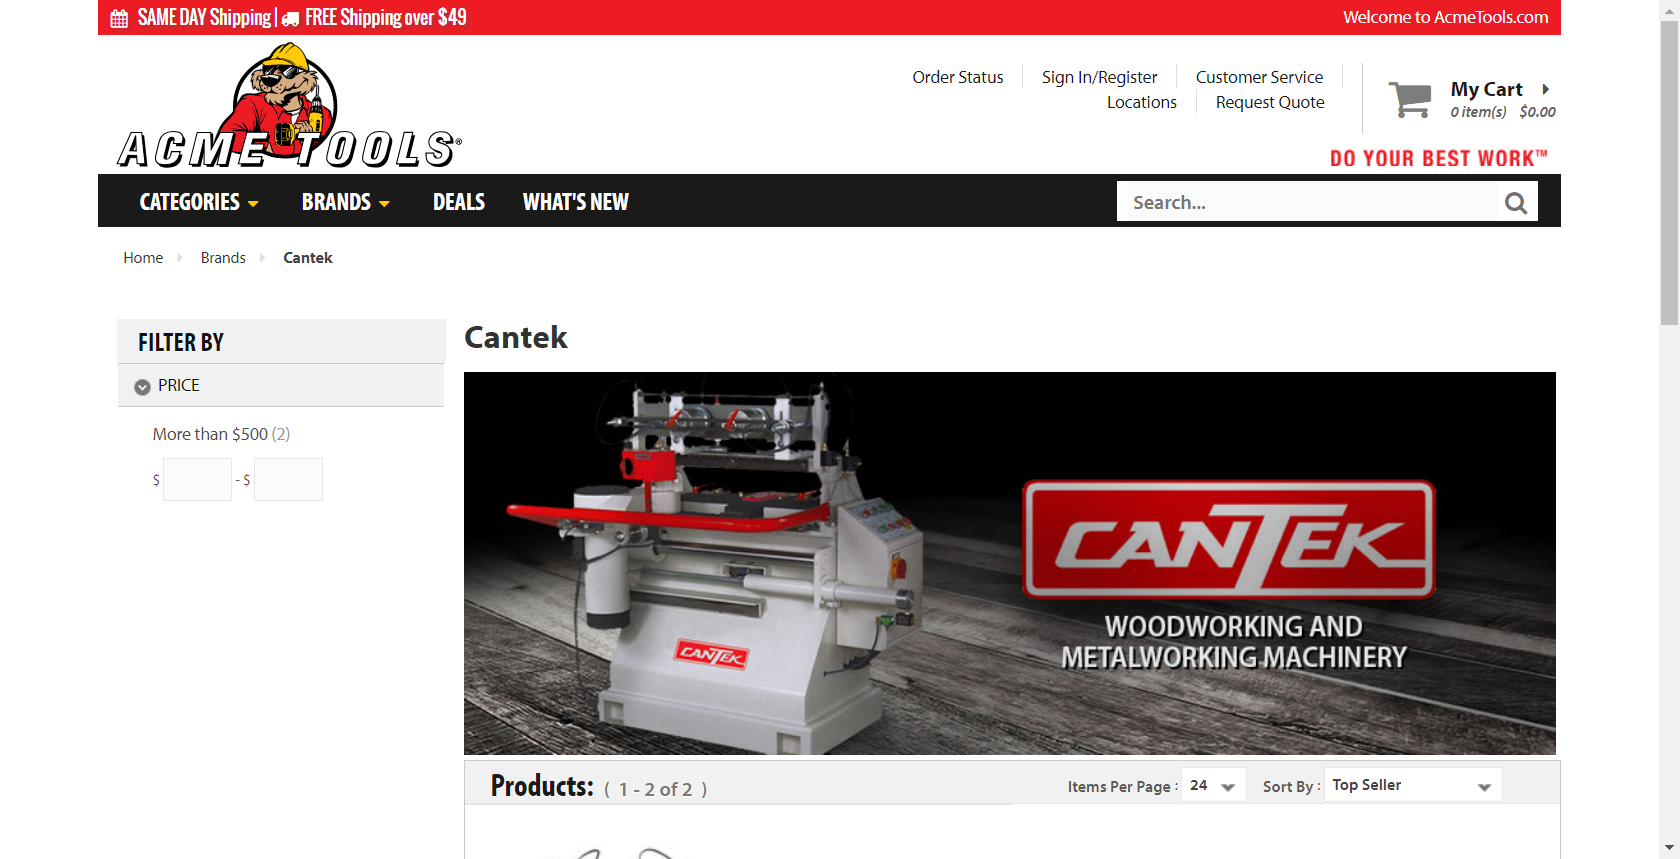 SAME DAY Shipping | FREE Shipping over $49
Welcome to AcmeTools.com
ACME TOOLS®
Order Status
Sign In/Register
Customer Service
Locations
Request Quote
My Cart
0 item(s) $0.00
DO YOUR BEST WORK™
CATEGORIES
BRANDS
DEALS
WHAT'S NEW
Search...
Home
Brands
Cantek
FILTER BY
PRICE
More than $500 (2)
$ - $
Cantek
CANTEK
CANTEK
WOODWORKING AND
METALWORKING MACHINERY
Products: ( 1 - 2 of 2 )
Items Per Page : 24
Sort By : Top Seller